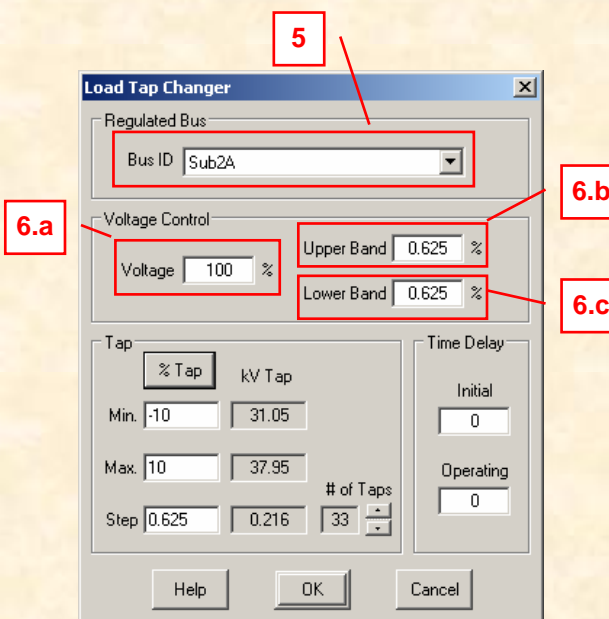 5
Load Tap Changer
Regulated Bus
Bus ID Sub2A
6.b
6.a
Voltage Control
Upper Band 0.625 %
Voltage 100 %
Lower Band 0.625 %
6.c
Tap
Time Delay
% Tap kV Tap
Initial
Min. -10 31.05
0
Max. 10 37.95
Operating
# of Taps
0
Step 0.625 0.216 33
Help OK Cancel